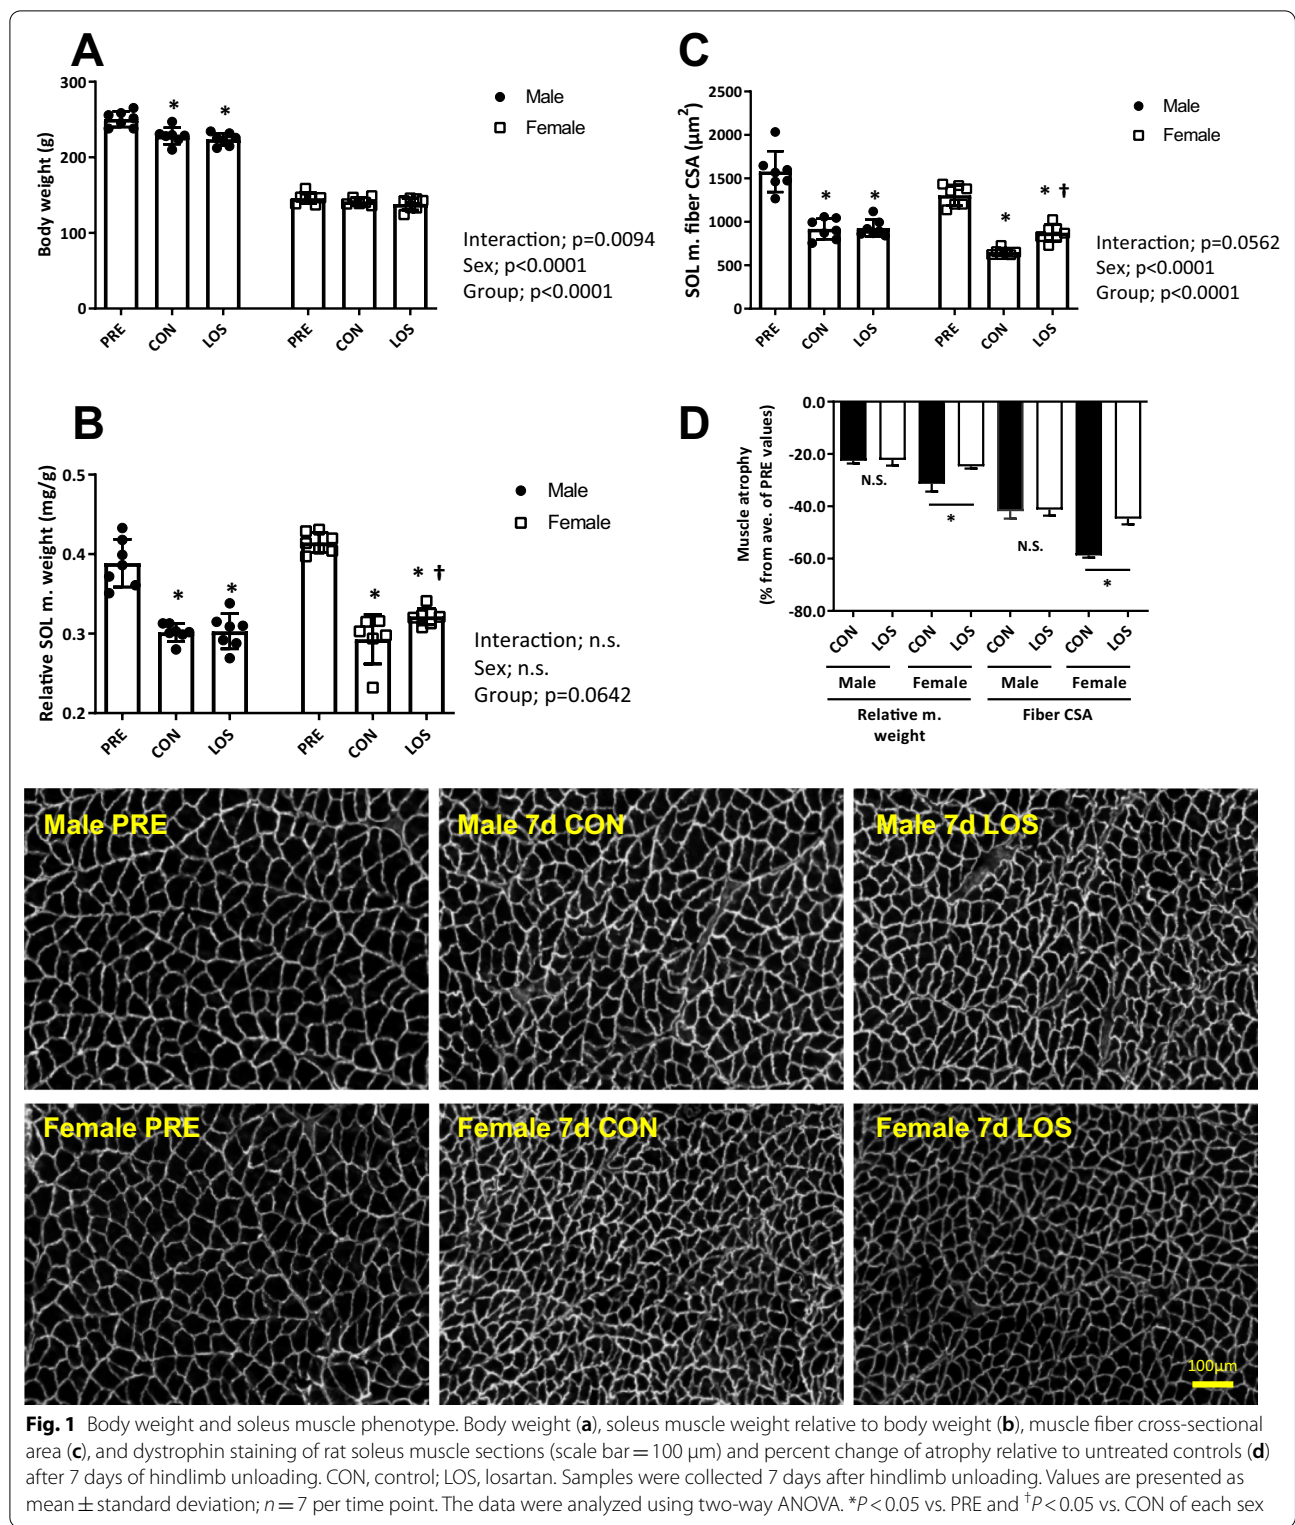 A
Body weight (g)
300
200
100
0
PRE
CON
LOS
PRE
CON
LOS
*
*
Male
Female
Interaction; p=0.0094
Sex; p<0.0001
Group; p<0.0001
C
SOL m. fiber CSA (µm²)
2500
2000
1500
1000
500
0
PRE
CON
LOS
PRE
CON
LOS
*
*
*
* †
Male
Female
Interaction; p=0.0562
Sex; p<0.0001
Group; p<0.0001
B
Relative SOL m. weight (mg/g)
0.5
0.4
0.3
0.2
PRE
CON
LOS
PRE
CON
LOS
*
*
*
* †
Male
Female
Interaction; n.s.
Sex; n.s.
Group; p=0.0642
D
Muscle atrophy
(% from ave. of PRE values)
0.0
-20.0
-40.0
-60.0
-80.0
N.S.
*
N.S.
*
CON
LOS
CON
LOS
CON
LOS
CON
LOS
Male
Female
Male
Female
Relative m.
weight
Fiber CSA
Male PRE
Male 7d CON
Male 7d LOS
Female PRE
Female 7d CON
Female 7d LOS
100µm
Fig. 1 Body weight and soleus muscle phenotype. Body weight (a), soleus muscle weight relative to body weight (b), muscle fiber cross-sectional
area (c), and dystrophin staining of rat soleus muscle sections (scale bar = 100 µm) and percent change of atrophy relative to untreated controls (d)
after 7 days of hindlimb unloading. CON, control; LOS, losartan. Samples were collected 7 days after hindlimb unloading. Values are presented as
mean ± standard deviation; n = 7 per time point. The data were analyzed using two-way ANOVA. *P < 0.05 vs. PRE and †P < 0.05 vs. CON of each sex